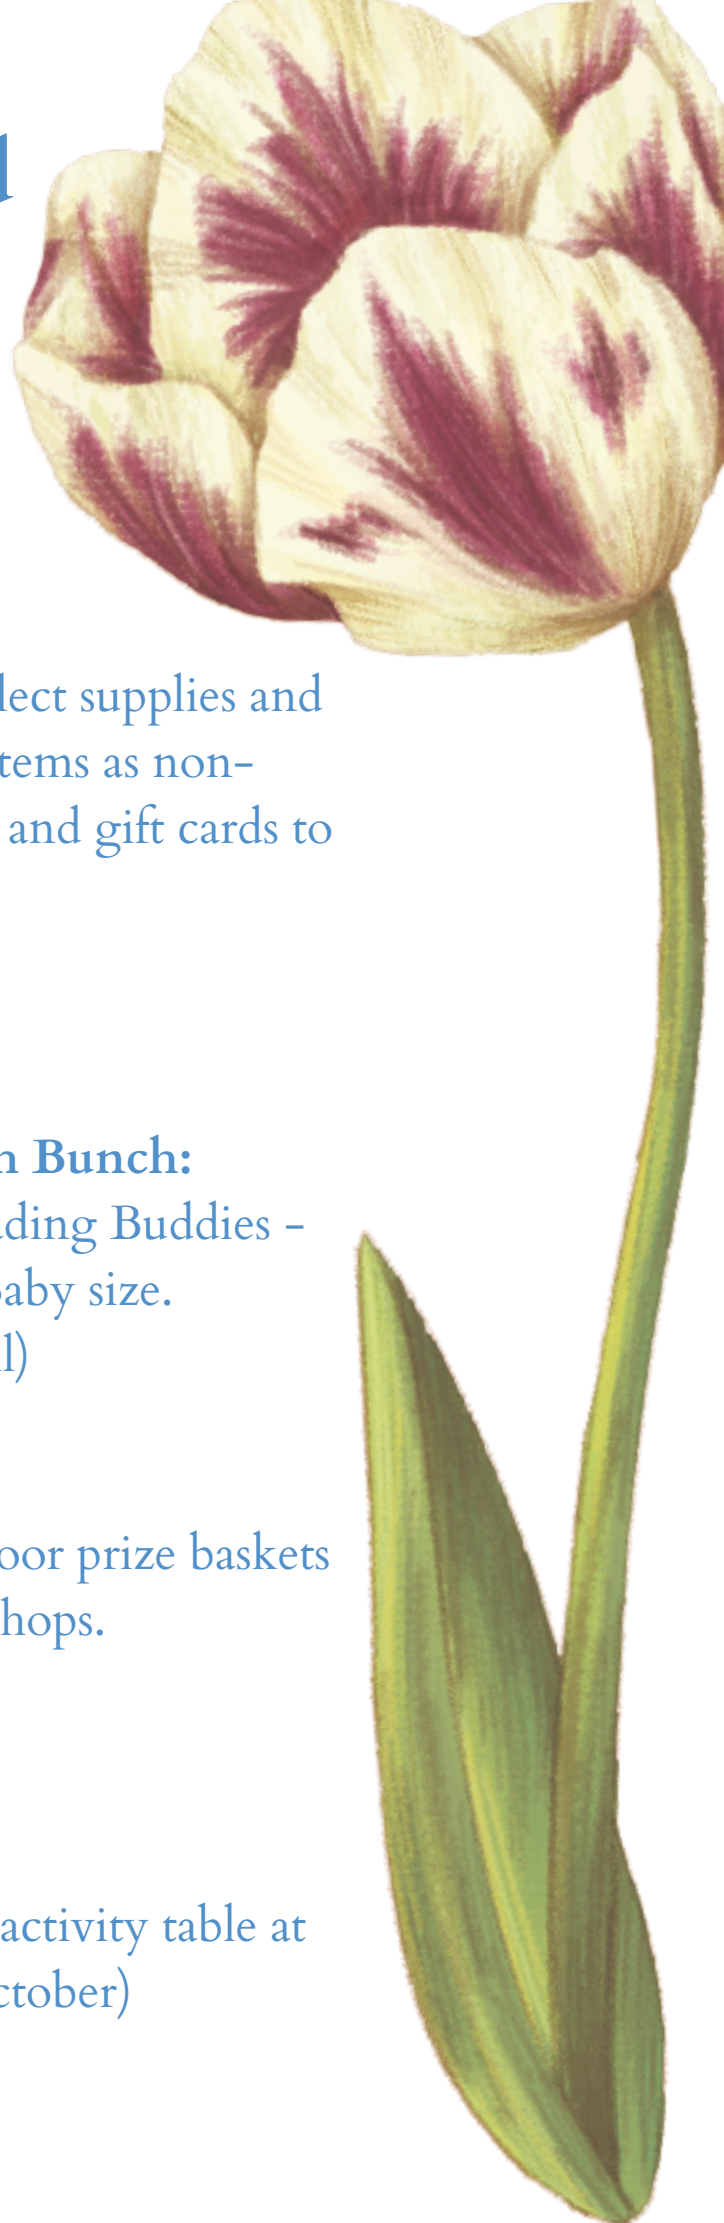 lect supplies and
tems as non-
and gift cards to
n Bunch:
ding Buddies -
aby size.
l)
oor prize baskets
hops.
activity table at
ctober)